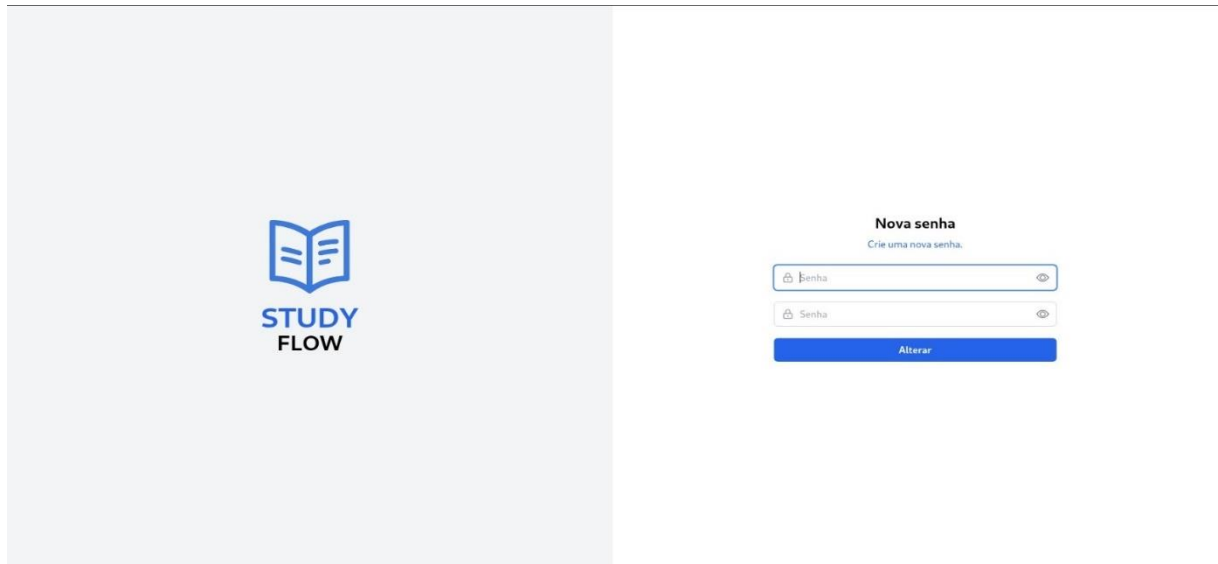 STUDY
FLOW
Nova senha
Crie uma nova senha.
Senha
Senha
Alterar